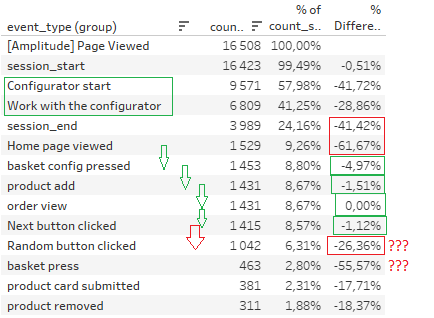 % of %
event_type (group) coun.. count_s.. Differe..
[Amplitude] Page Viewed 16 508 100,00%
session_start 16 423 99,49% -0,51%
Configurator start 9 571 57,98% -41,72%
Work with the configurator 6 809 41,25% -28,86%
session_end 3 989 24,16% -41,42%
Home page viewed 1 529 9,26% -61,67%
basket config pressed 1 453 8,80% -4,97%
product add 1 431 8,67% -1,51%
order view 1 431 8,67% 0,00%
Next button clicked 1 415 8,57% -1,12%
Random button clicked 1 042 6,31% -26,36% ???
basket press 463 2,80% -55,57% ???
product card submitted 381 2,31% -17,71%
product removed 311 1,88% -18,37%